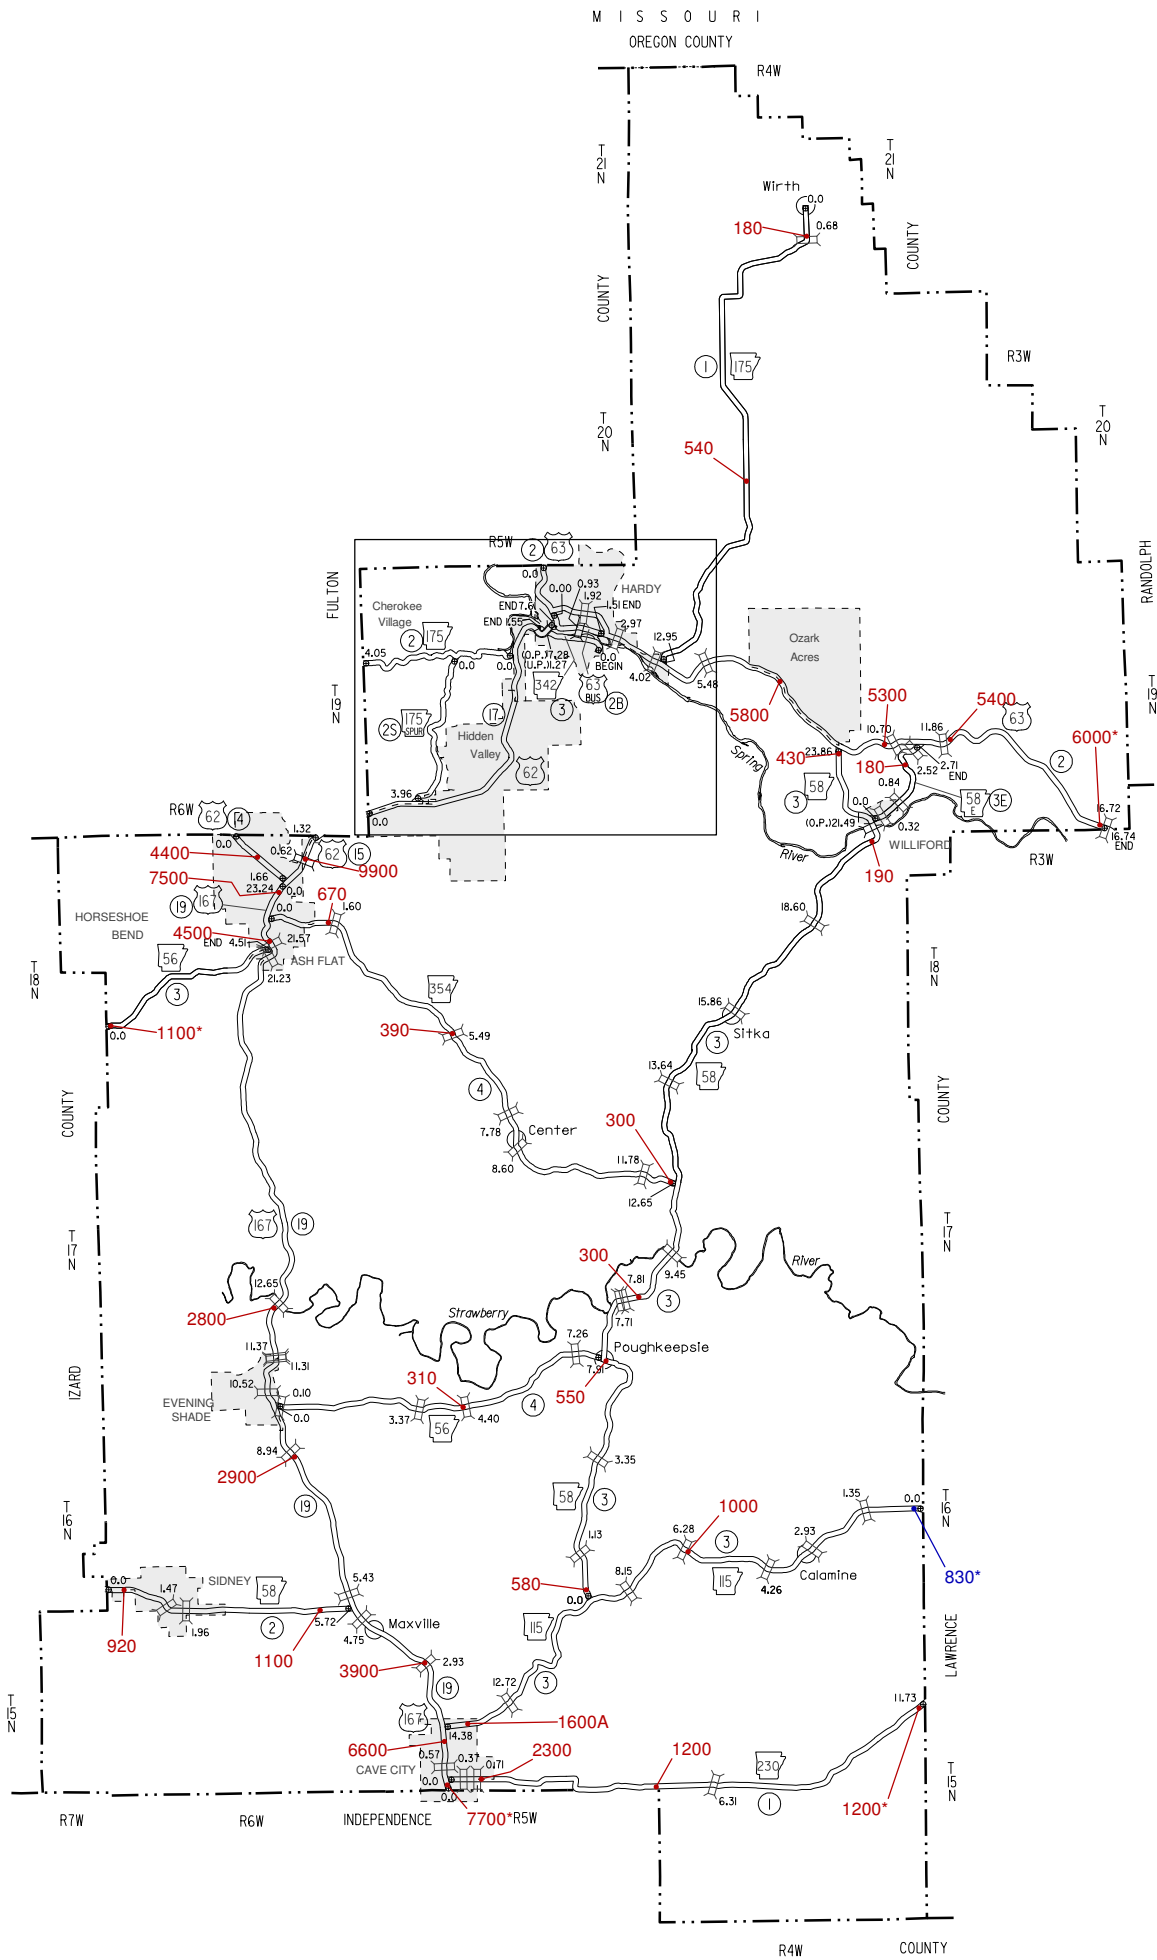 MISSOURI
OREGON COUNTY
R4W
T 21 N
T 21 N
Wirth
0.0
180
0.68
COUNTY
COUNTY
1
175
R3W
T 20 N
T 20 N
540
R5W
2
63
RANDOLPH
FULTON
0.0
0.93
0.00
1.92
HARDY
Cherokee
Village
END 7.6
1.51 END
2
175
END 1.55
2.97
Ozark
Acres
4.05
0.0
0.0
(O.P.)7.28
(U.P.)1.27
0.0
BEGIN
12.95
4.02
5.48
342
3
63
BUS
2B
T 19 N
T 19 N
17
2S
175
SPUR
Hidden
Valley
62
5800
5300
5400
63
10.70
11.86
Spring
430
23.86
2.71
END
6000*
2
180
2.52
3
58
0.84
58
E
3E
3.96
0.0
R6W
62
14
(O.P.)21.49
0.32
16.72
16.74
END
0.0
1.32
River
WILLIFORD
R3W
4400
0.62
62
15
9900
190
7500
1.66
23.24
0.0
670
19
167
0.0
1.60
HORSESHOE
BEND
4500
18.60
END
4.51
21.57
56
ASH FLAT
T 18 N
T 18 N
21.23
3
354
15.86
1100*
0.0
390
5.49
Sitka
3
13.64
58
COUNTY
COUNTY
4
7.78
Center
300
8.60
11.78
12.65
T 17 N
T 17 N
167
19
300
River
9.45
12.65
7.81
2800
Strawberry
3
7.71
7.26
11.37
Poughkeepsie
11.31
7.91
10.52
310
550
IZARD
0.10
EVENING
SHADE
0.0
4
3.37
56
4.40
8.94
2900
3.35
19
58
3
1.35
0.0
T 16 N
T 16 N
1000
6.28
3
2.93
1.13
0.0
SIDNEY
58
5.43
580
8.15
115
Calamine
830*
1.47
0.0
4.26
2
5.72
115
Maxville
920
1.96
1100
4.75
LAWRENCE
3900
2.93
3
19
12.72
T 15 N
11.73
167
1600A
14.38
6600
0.57
0.37
2300
1200
CAVE CITY
0.71
230
T 15 N
0.0
0.0
6.31
1
1200*
R7W
R6W
INDEPENDENCE
7700*
R5W
R4W
COUNTY